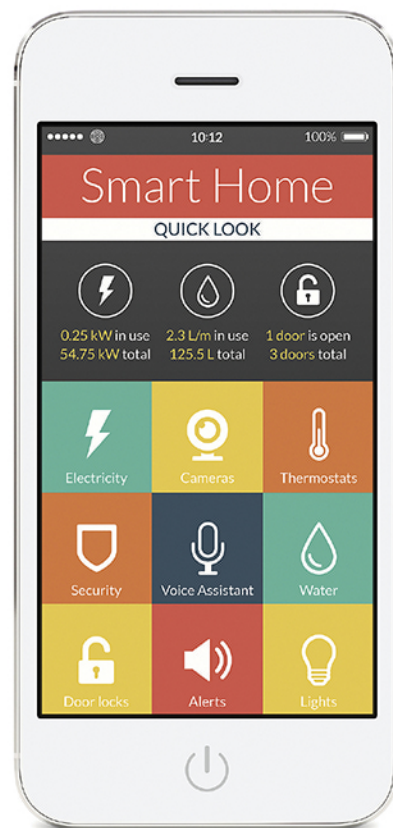 10:12 100%
Smart Home
QUICK LOOK
0.25 kW in use 2.3 L/m in use 1 door is open
54.75 kW total 125.5 L total 3 doors total
Electricity Cameras Thermostats
Security Voice Assistant Water
Door locks Alerts Lights